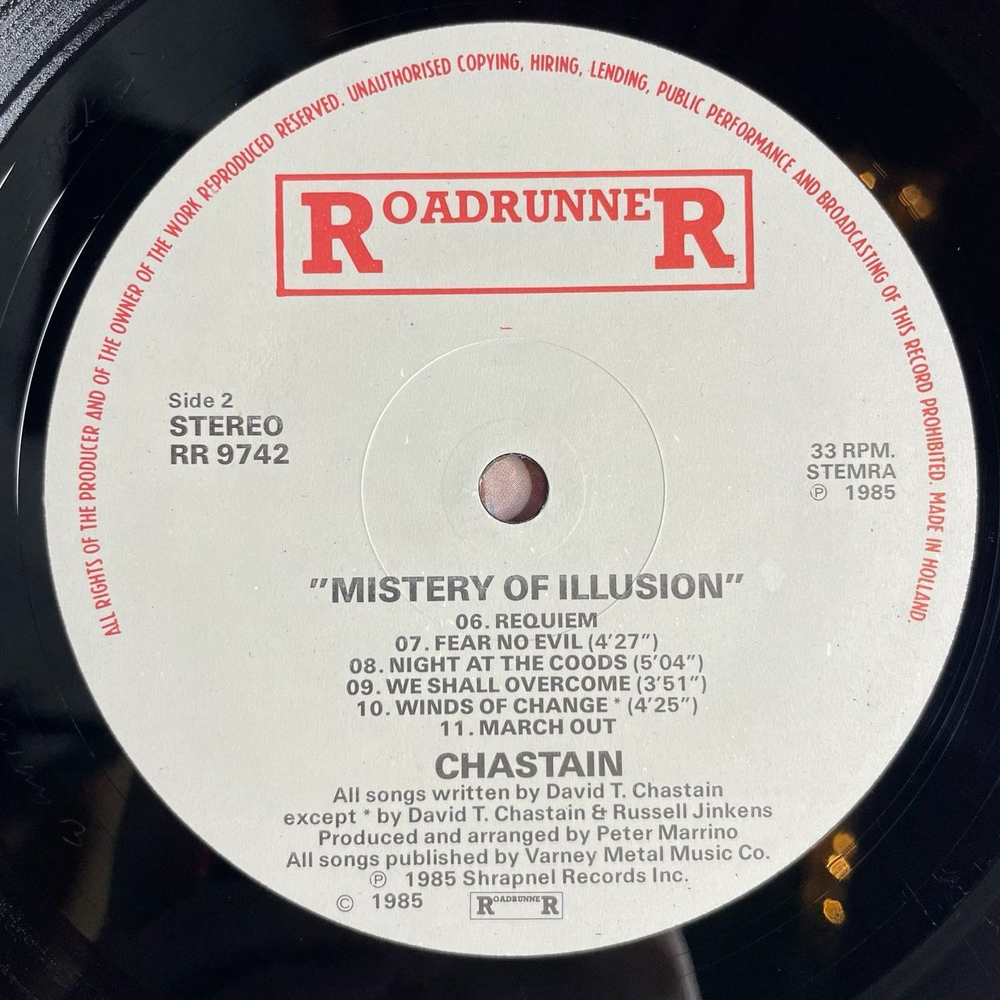 ALL RIGHTS OF THE PRODUCER AND OF THE OWNER OF THE WORK REPRODUCED RESERVED. UNAUTHORISED COPYING, HIRING, LENDING, PUBLIC PERFORMANCE AND BROADCASTING OF THIS RECORD PROHIBITED. MADE IN HOLLAND.
ROADRUNNER
Side 2
STEREO
RR 9742
33 RPM.
STEMRA
℗ 1985
"MISTERY OF ILLUSION"
06. REQUIEM
07. FEAR NO EVIL (4'27")
08. NIGHT AT THE COODS (5'04")
09. WE SHALL OVERCOME (3'51")
10. WINDS OF CHANGE * (4'25")
11. MARCH OUT
CHASTAIN
All songs written by David T. Chastain
except * by David T. Chastain & Russell Jinkens
Produced and arranged by Peter Marrino
All songs published by Varney Metal Music Co.
℗ 1985 Shrapnel Records Inc.
© 1985 ROADRUNNER